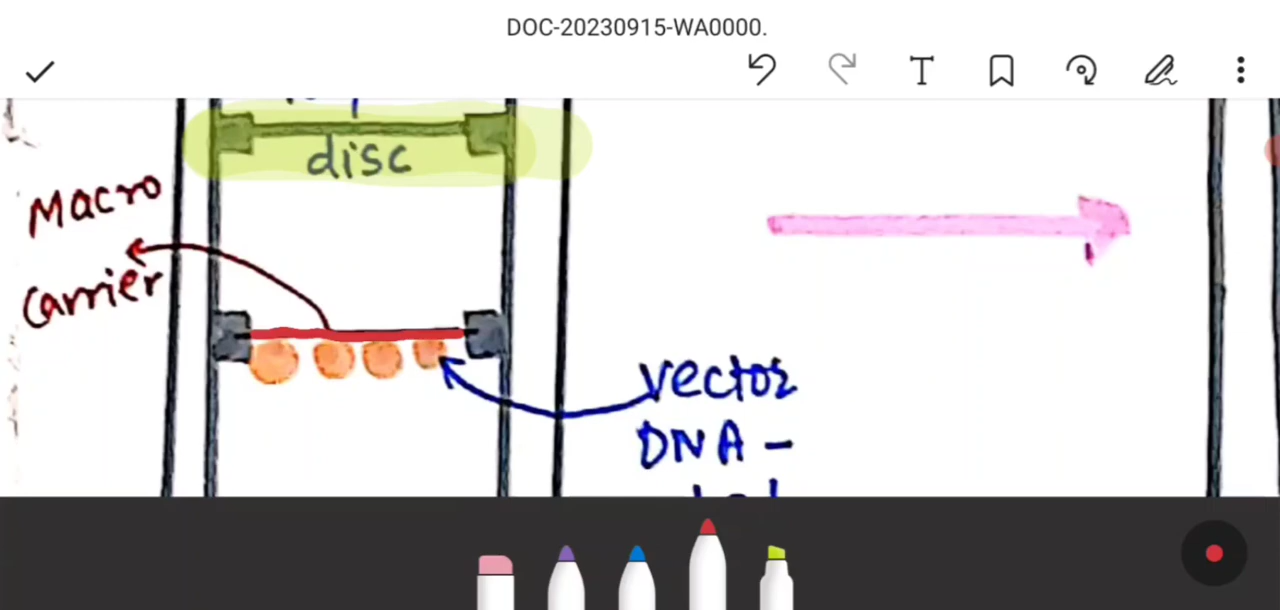 DOC-20230915-WA0000.
T
disc
Macro
Carrier
vector
DNA -